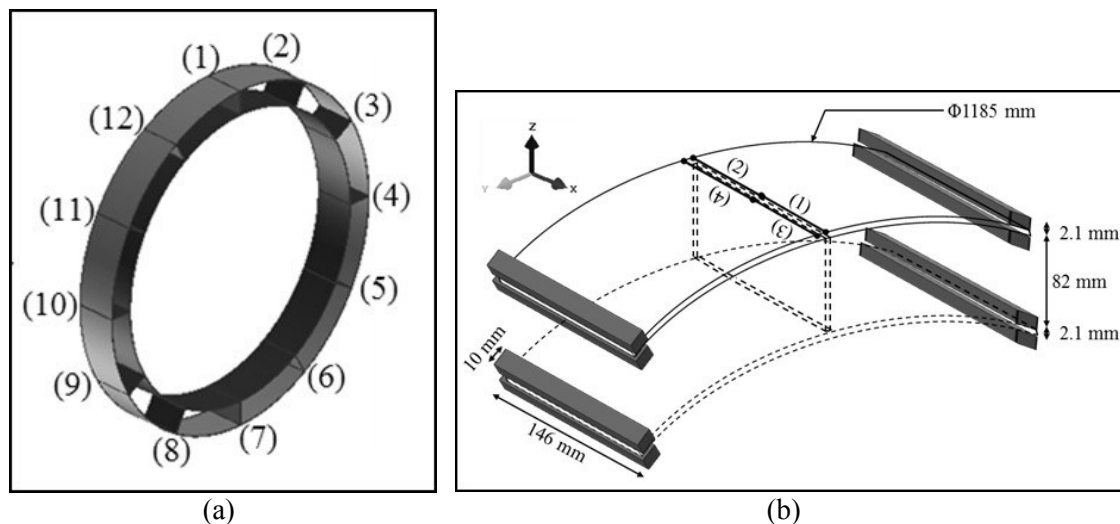 (1)
(2)
(3)
(4)
(5)
(6)
(7)
(8)
(9)
(10)
(11)
(12)
(a)
Φ1185 mm
Z
Y
X
(2)
(1)
(4)
(3)
2.1 mm
82 mm
2.1 mm
10 mm
146 mm
(b)